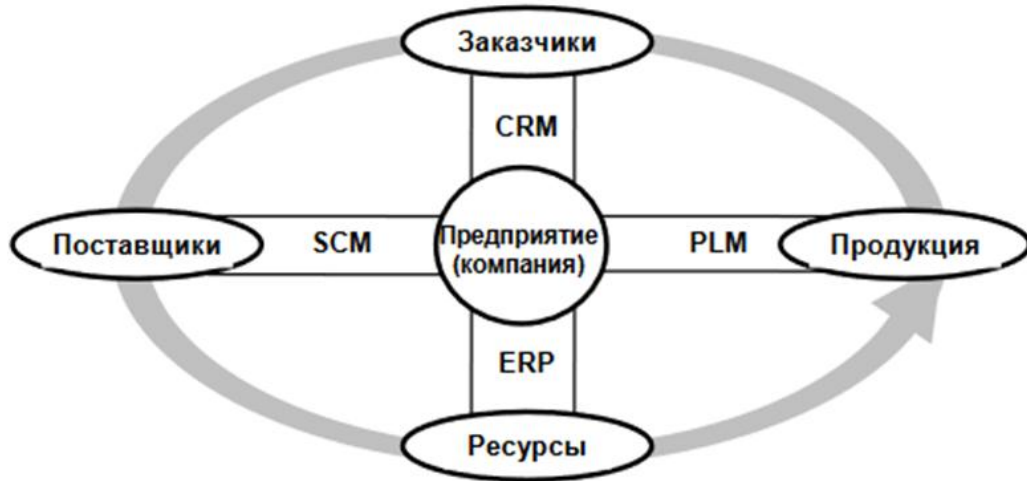 Заказчики
CRM
Поставщики
SCM
Предприятие
(компания)
PLM
Продукция
ERP
Ресурсы